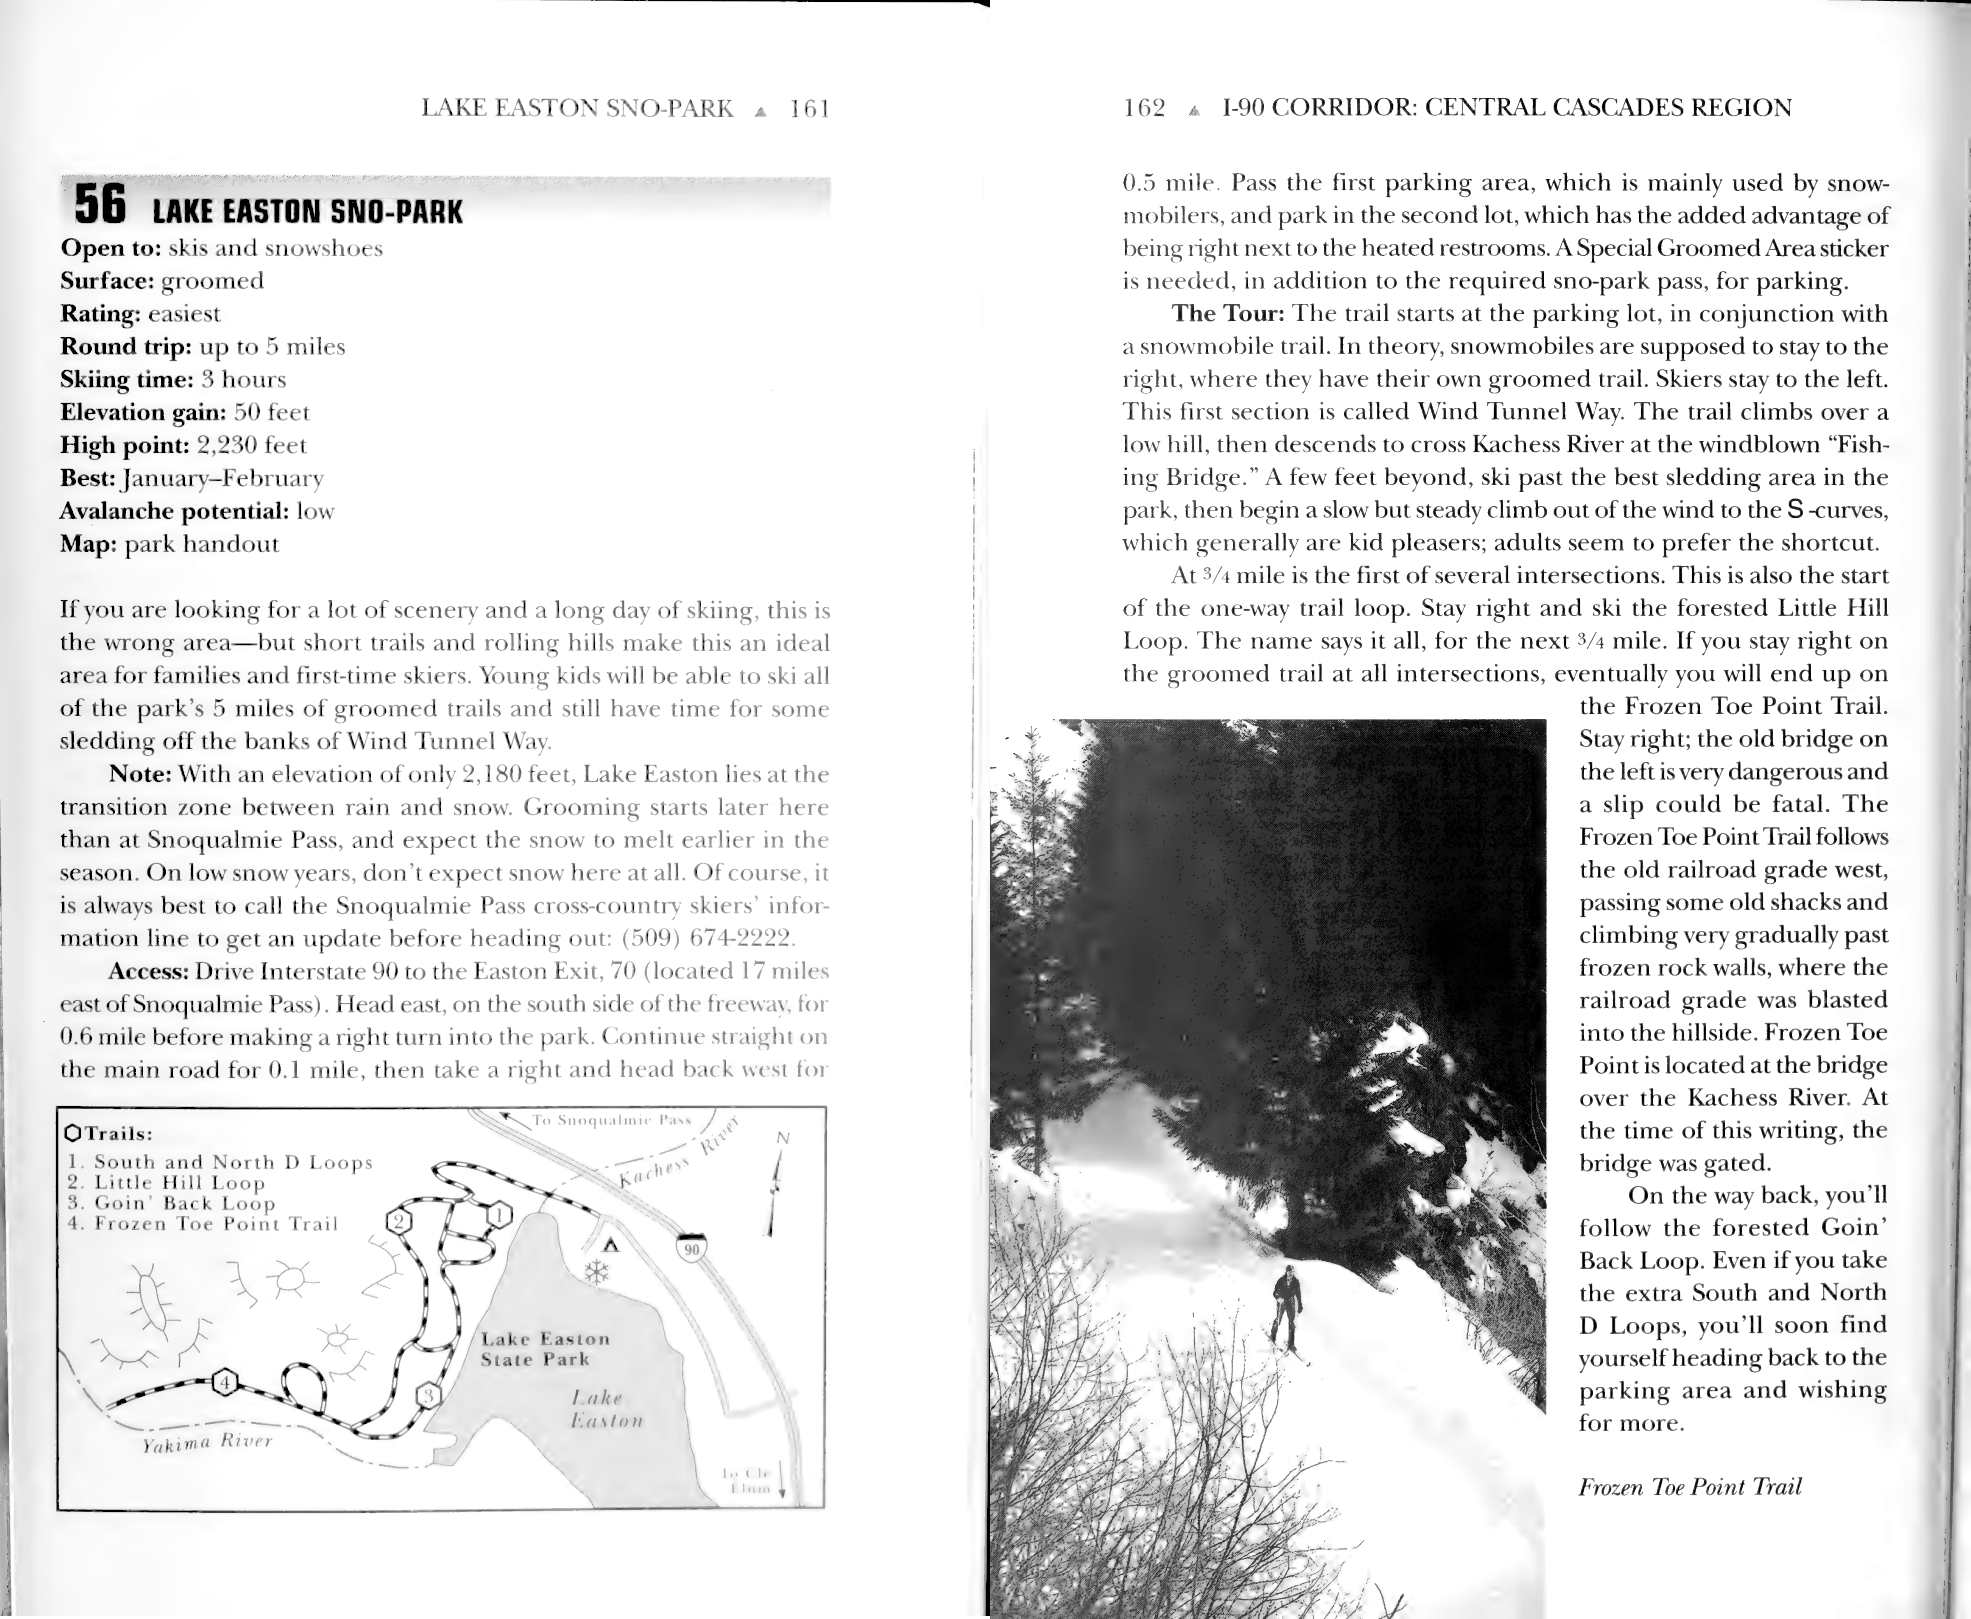 LAKE EASTON SNO-PARK ▲ 161
56 LAKE EASTON SNO-PARK
Open to: skis and snowshoes
Surface: groomed
Rating: easiest
Round trip: up to 5 miles
Skiing time: 3 hours
Elevation gain: 50 feet
High point: 2,230 feet
Best: January–February
Avalanche potential: low
Map: park handout
If you are looking for a lot of scenery and a long day of skiing, this is
the wrong area—but short trails and rolling hills make this an ideal
area for families and first-time skiers. Young kids will be able to ski all
of the park's 5 miles of groomed trails and still have time for some
sledding off the banks of Wind Tunnel Way.
Note: With an elevation of only 2,180 feet, Lake Easton lies at the
transition zone between rain and snow. Grooming starts later here
than at Snoqualmie Pass, and expect the snow to melt earlier in the
season. On low snow years, don't expect snow here at all. Of course, it
is always best to call the Snoqualmie Pass cross-country skiers' infor-
mation line to get an update before heading out: (509) 674-2222.
Access: Drive Interstate 90 to the Easton Exit, 70 (located 17 miles
east of Snoqualmie Pass). Head east, on the south side of the freeway, for
0.6 mile before making a right turn into the park. Continue straight on
the main road for 0.1 mile, then take a right and head back west for
Trails:
1. South and North D Loops
2. Little Hill Loop
3. Goin' Back Loop
4. Frozen Toe Point Trail
To Snoqualmie Pass
Kachess River
N
1
2
90
Lake Easton
State Park
4
3
Lake
Easton
Yakima River
To Cle
Elum
162 ▲ I-90 CORRIDOR: CENTRAL CASCADES REGION
0.5 mile. Pass the first parking area, which is mainly used by snow-
mobilers, and park in the second lot, which has the added advantage of
being right next to the heated restrooms. A Special Groomed Area sticker
is needed, in addition to the required sno-park pass, for parking.
The Tour: The trail starts at the parking lot, in conjunction with
a snowmobile trail. In theory, snowmobiles are supposed to stay to the
right, where they have their own groomed trail. Skiers stay to the left.
This first section is called Wind Tunnel Way. The trail climbs over a
low hill, then descends to cross Kachess River at the windblown “Fish-
ing Bridge.” A few feet beyond, ski past the best sledding area in the
park, then begin a slow but steady climb out of the wind to the S-curves,
which generally are kid pleasers; adults seem to prefer the shortcut.
At 3/4 mile is the first of several intersections. This is also the start
of the one-way trail loop. Stay right and ski the forested Little Hill
Loop. The name says it all, for the next 3/4 mile. If you stay right on
the groomed trail at all intersections, eventually you will end up on
the Frozen Toe Point Trail.
Stay right; the old bridge on
the left is very dangerous and
a slip could be fatal. The
Frozen Toe Point Trail follows
the old railroad grade west,
passing some old shacks and
climbing very gradually past
frozen rock walls, where the
railroad grade was blasted
into the hillside. Frozen Toe
Point is located at the bridge
over the Kachess River. At
the time of this writing, the
bridge was gated.
On the way back, you'll
follow the forested Goin'
Back Loop. Even if you take
the extra South and North
D Loops, you'll soon find
yourself heading back to the
parking area and wishing
for more.
Frozen Toe Point Trail